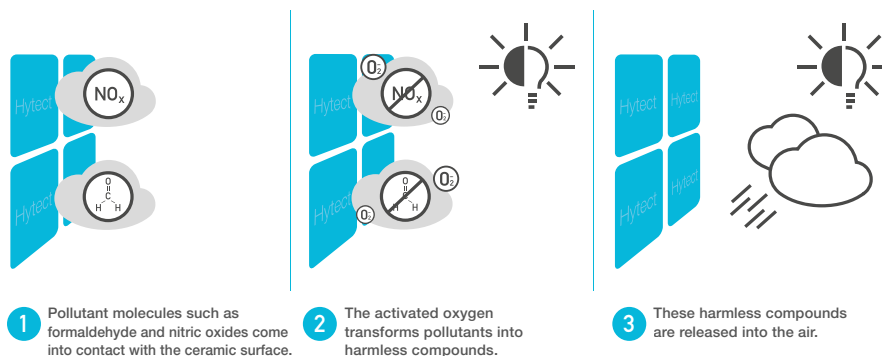 Hytect
NOx
Hytect
O
C
H H
Hytect
O₂⁻
NOx
O₂⁻
Hytect
O₂⁻
O
C
H H
O₂⁻
Hytect
Hytect
Hytect
Hytect
1 Pollutant molecules such as
formaldehyde and nitric oxides come
into contact with the ceramic surface.
2 The activated oxygen
transforms pollutants into
harmless compounds.
3 These harmless compounds
are released into the air.